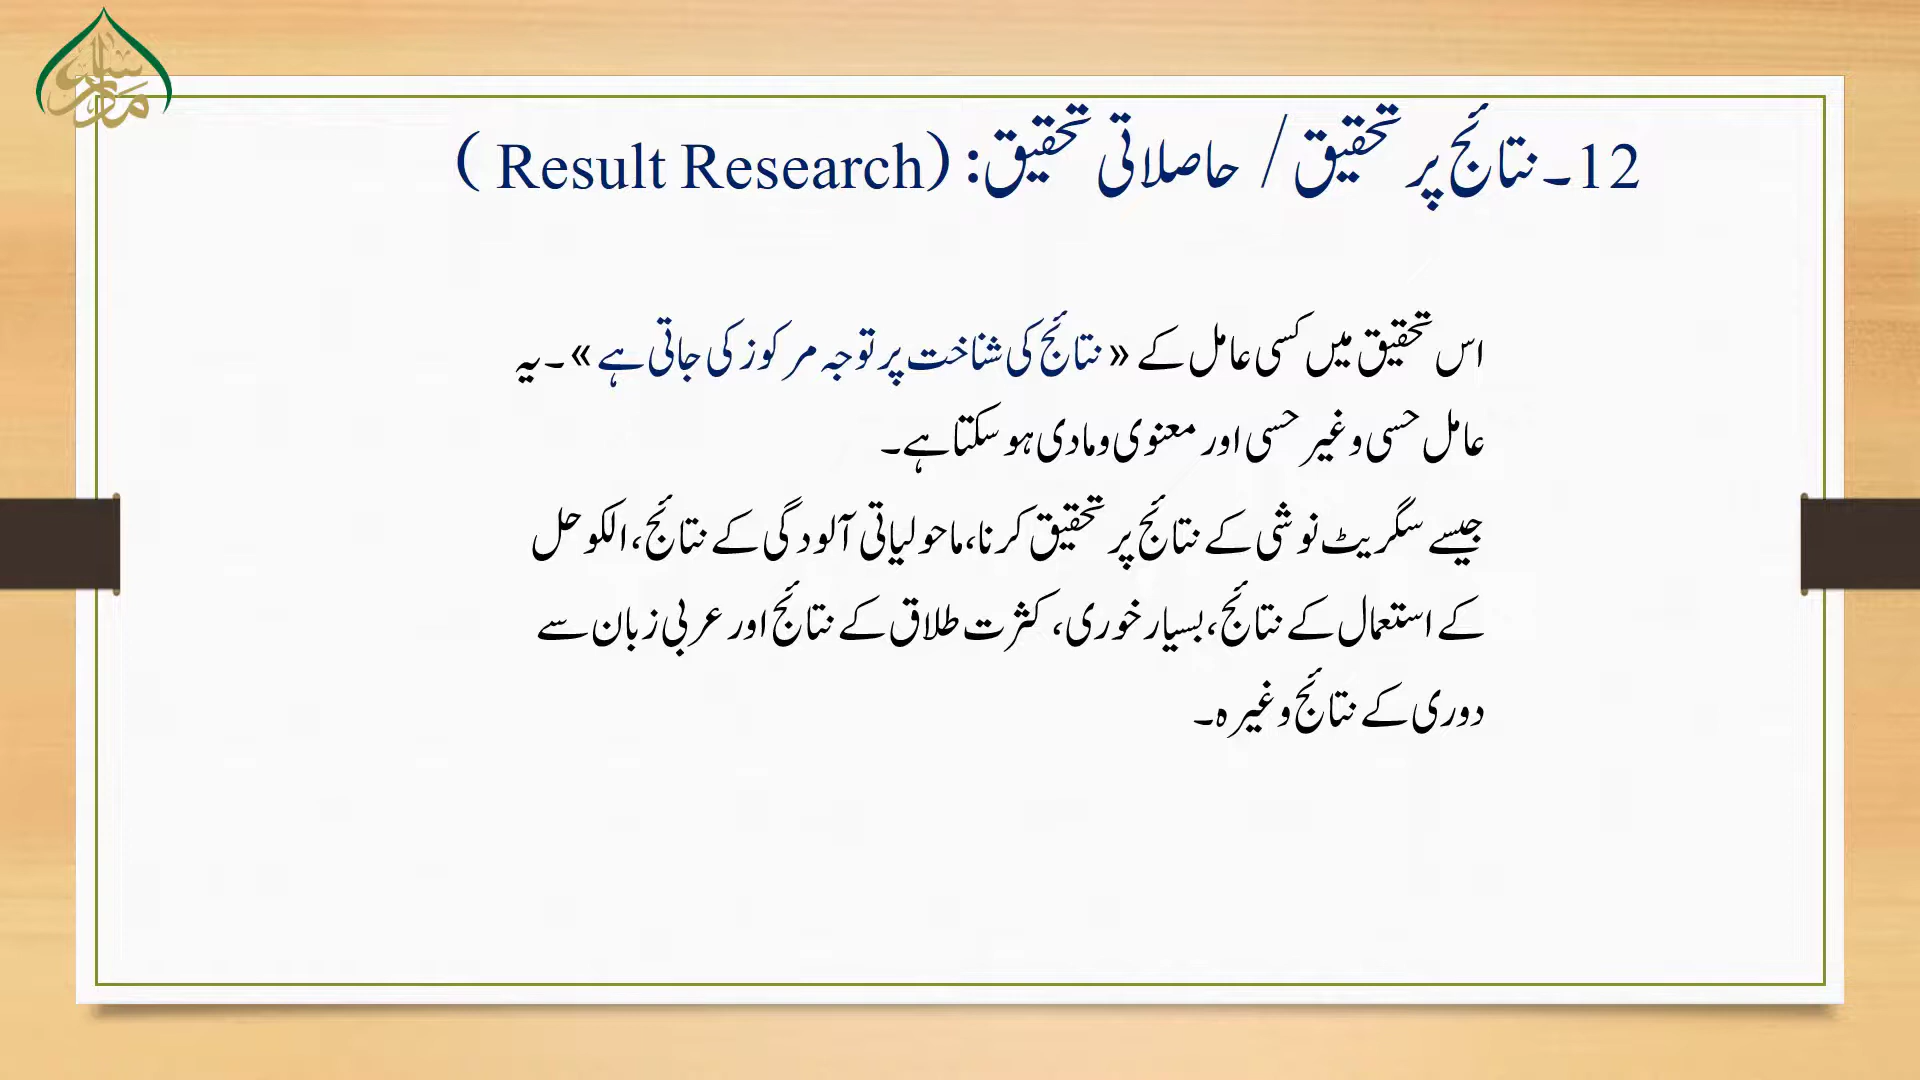 12۔نتائج پر تحقیق/ حاصلاتی تحقیق: (Result Research )
اس تحقیق میں کسی عامل کے «نتائج کی شناخت پر توجہ مرکوز کی جاتی ہے»۔یہ
عامل حسی وغیر حسی اور معنوی ومادی ہو سکتا ہے۔
جیسے سگریٹ نوشی کے نتائج پر تحقیق کرنا،ماحولیاتی آلودگی کے نتائج،الکوحل
کے استعمال کے نتائج،بسیار خوری، کثرت طلاق کے نتائج اور عربی زبان سے
دوری کے نتائج وغیرہ۔